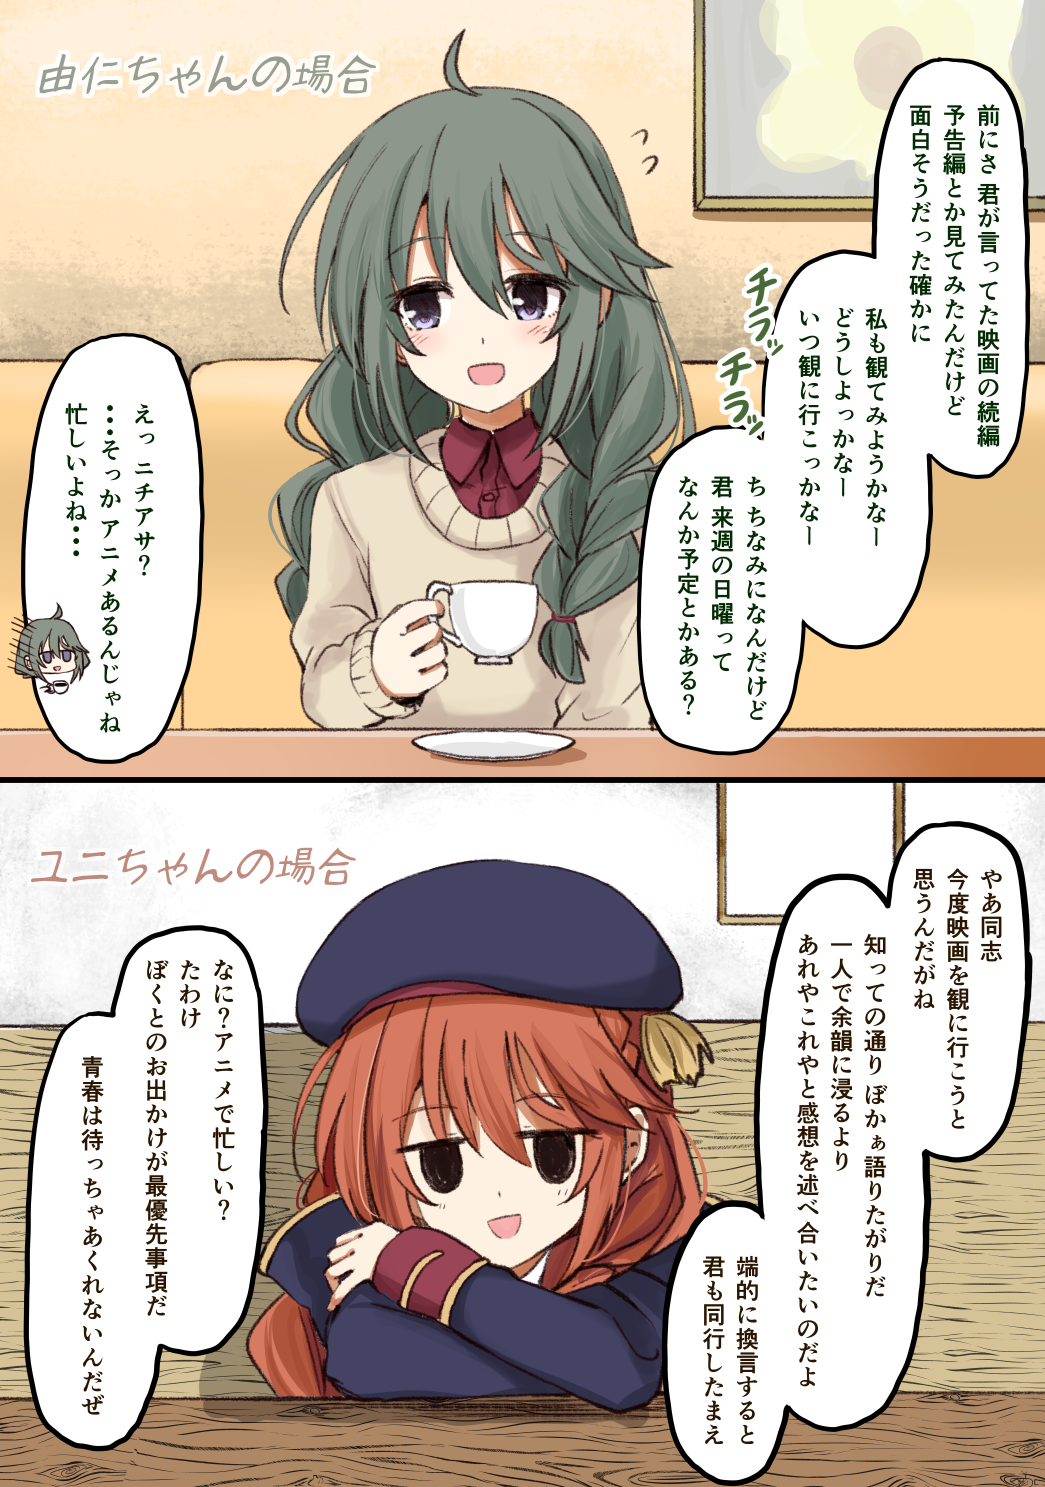 由仁ちゃんの場合
前にさ 君が言ってた映画の続編
予告編とか見てみたんだけど
面白そうだった確かに
私も観てみようかなー
どうしよっかなー
いつ観に行こっかなー
チラッ
チラッ
ち ちなみになんだけど
君 来週の日曜って
なんか予定とかある？
えっ ニチアサ？
・・・そっか アニメあるんじゃね
忙しいよね・・・
ユニちゃんの場合
やあ同志
今度映画を観に行こうと
思うんだがね
知っての通り ぼかぁ語りたがりだ
一人で余韻に浸るより
あれやこれやと感想を述べ合いたいのだよ
端的に換言すると
君も同行したまえ
なに？アニメで忙しい？
たわけ
ぼくとのお出かけが最優先事項だ
青春は待っちゃあくれないんだぜ